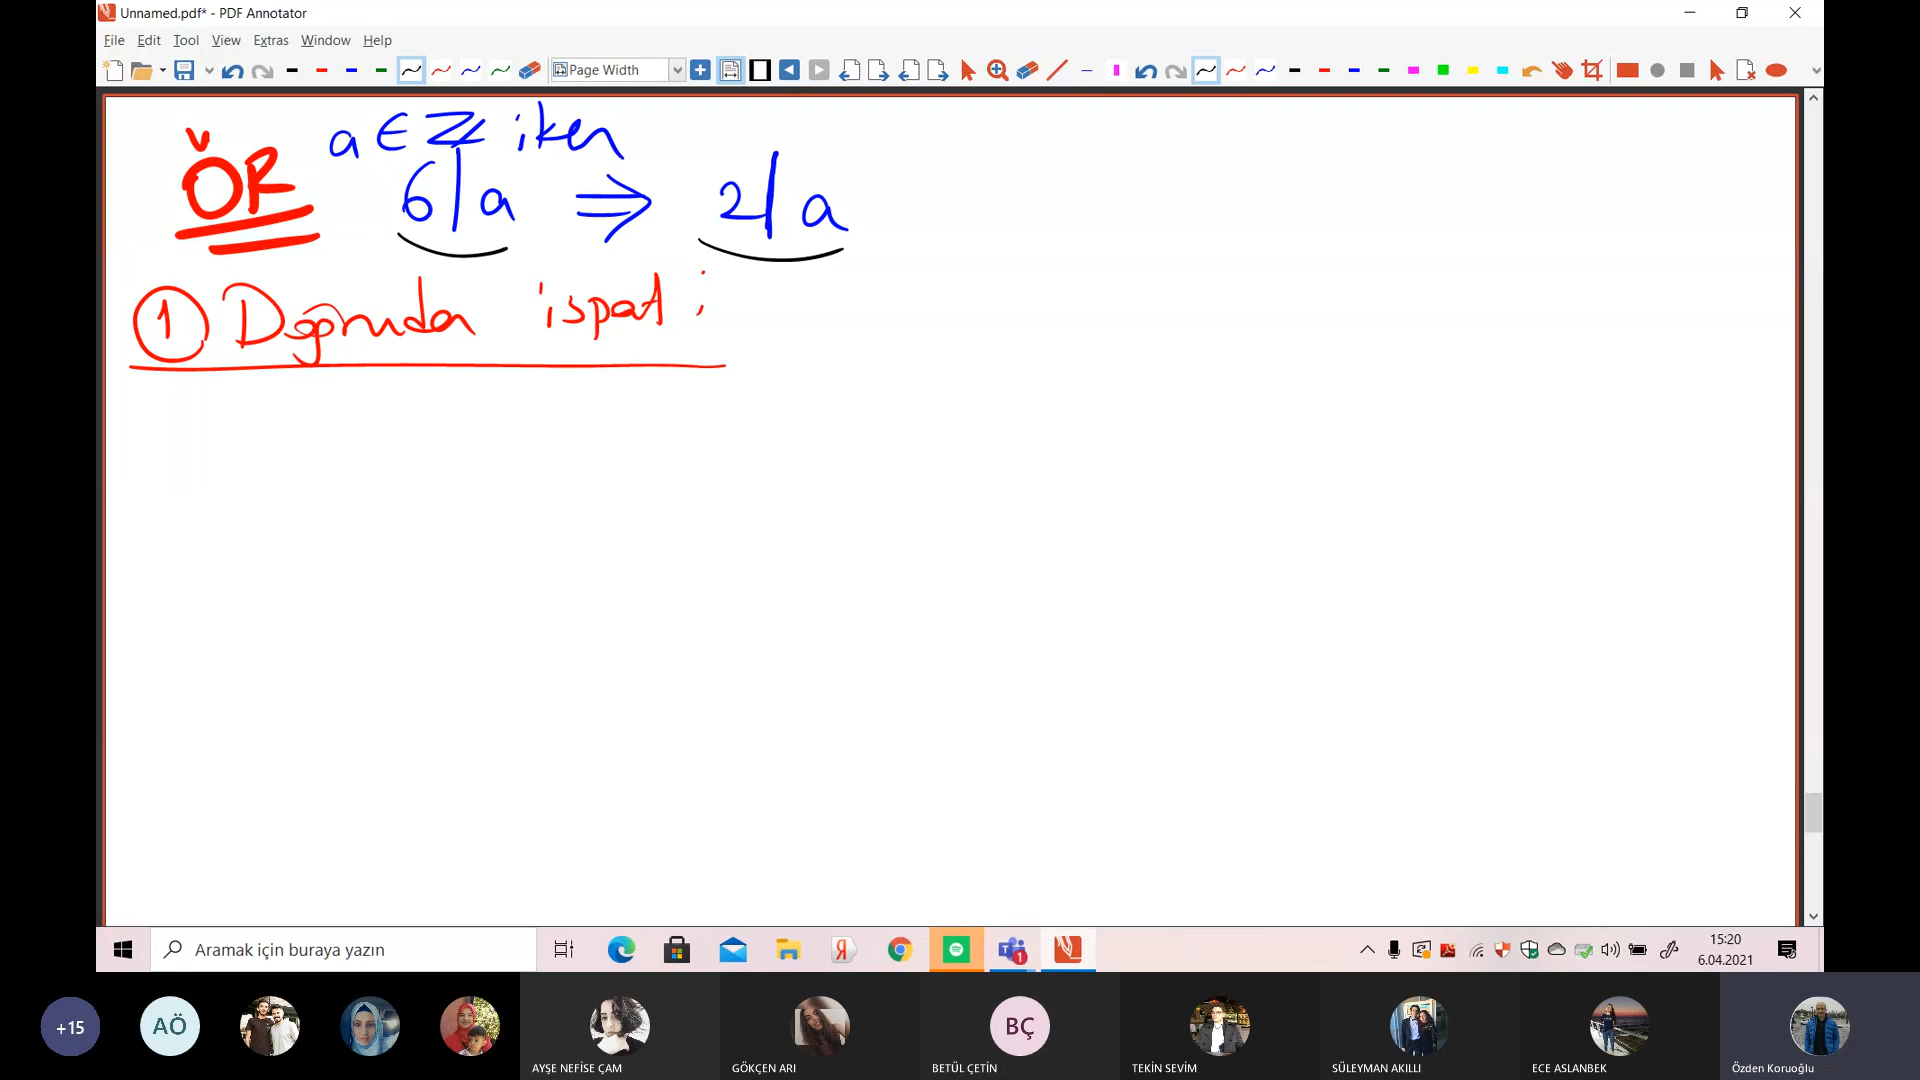 Unnamed.pdf* - PDF Annotator
File Edit Tool View Extras Window Help
Page Width
ÖR a ∈ ℤ iken
6|a ⇒ 2|a
1 Doğrudan ispat :
Aramak için buraya yazın
1
15:20
6.04.2021
+15
AÖ
BÇ
AYŞE NEFİSE ÇAM
GÖKÇEN ARI
BETÜL ÇETİN
TEKİN SEVİM
SÜLEYMAN AKILLI
ECE ASLANBEK
Özden Koruoğlu